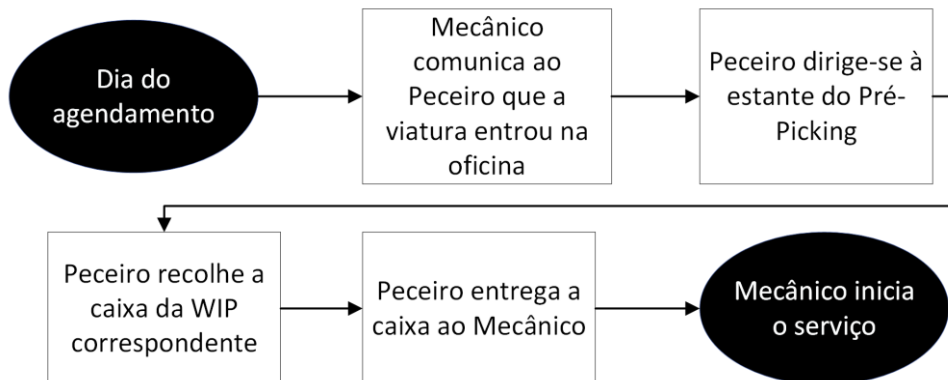 Dia do
agendamento
Mecânico
comunica ao
Peceiro que a
viatura entrou na
oficina
Peceiro dirige-se à
estante do Pré-
Picking
Peceiro recolhe a
caixa da WIP
correspondente
Peceiro entrega a
caixa ao Mecânico
Mecânico inicia
o serviço